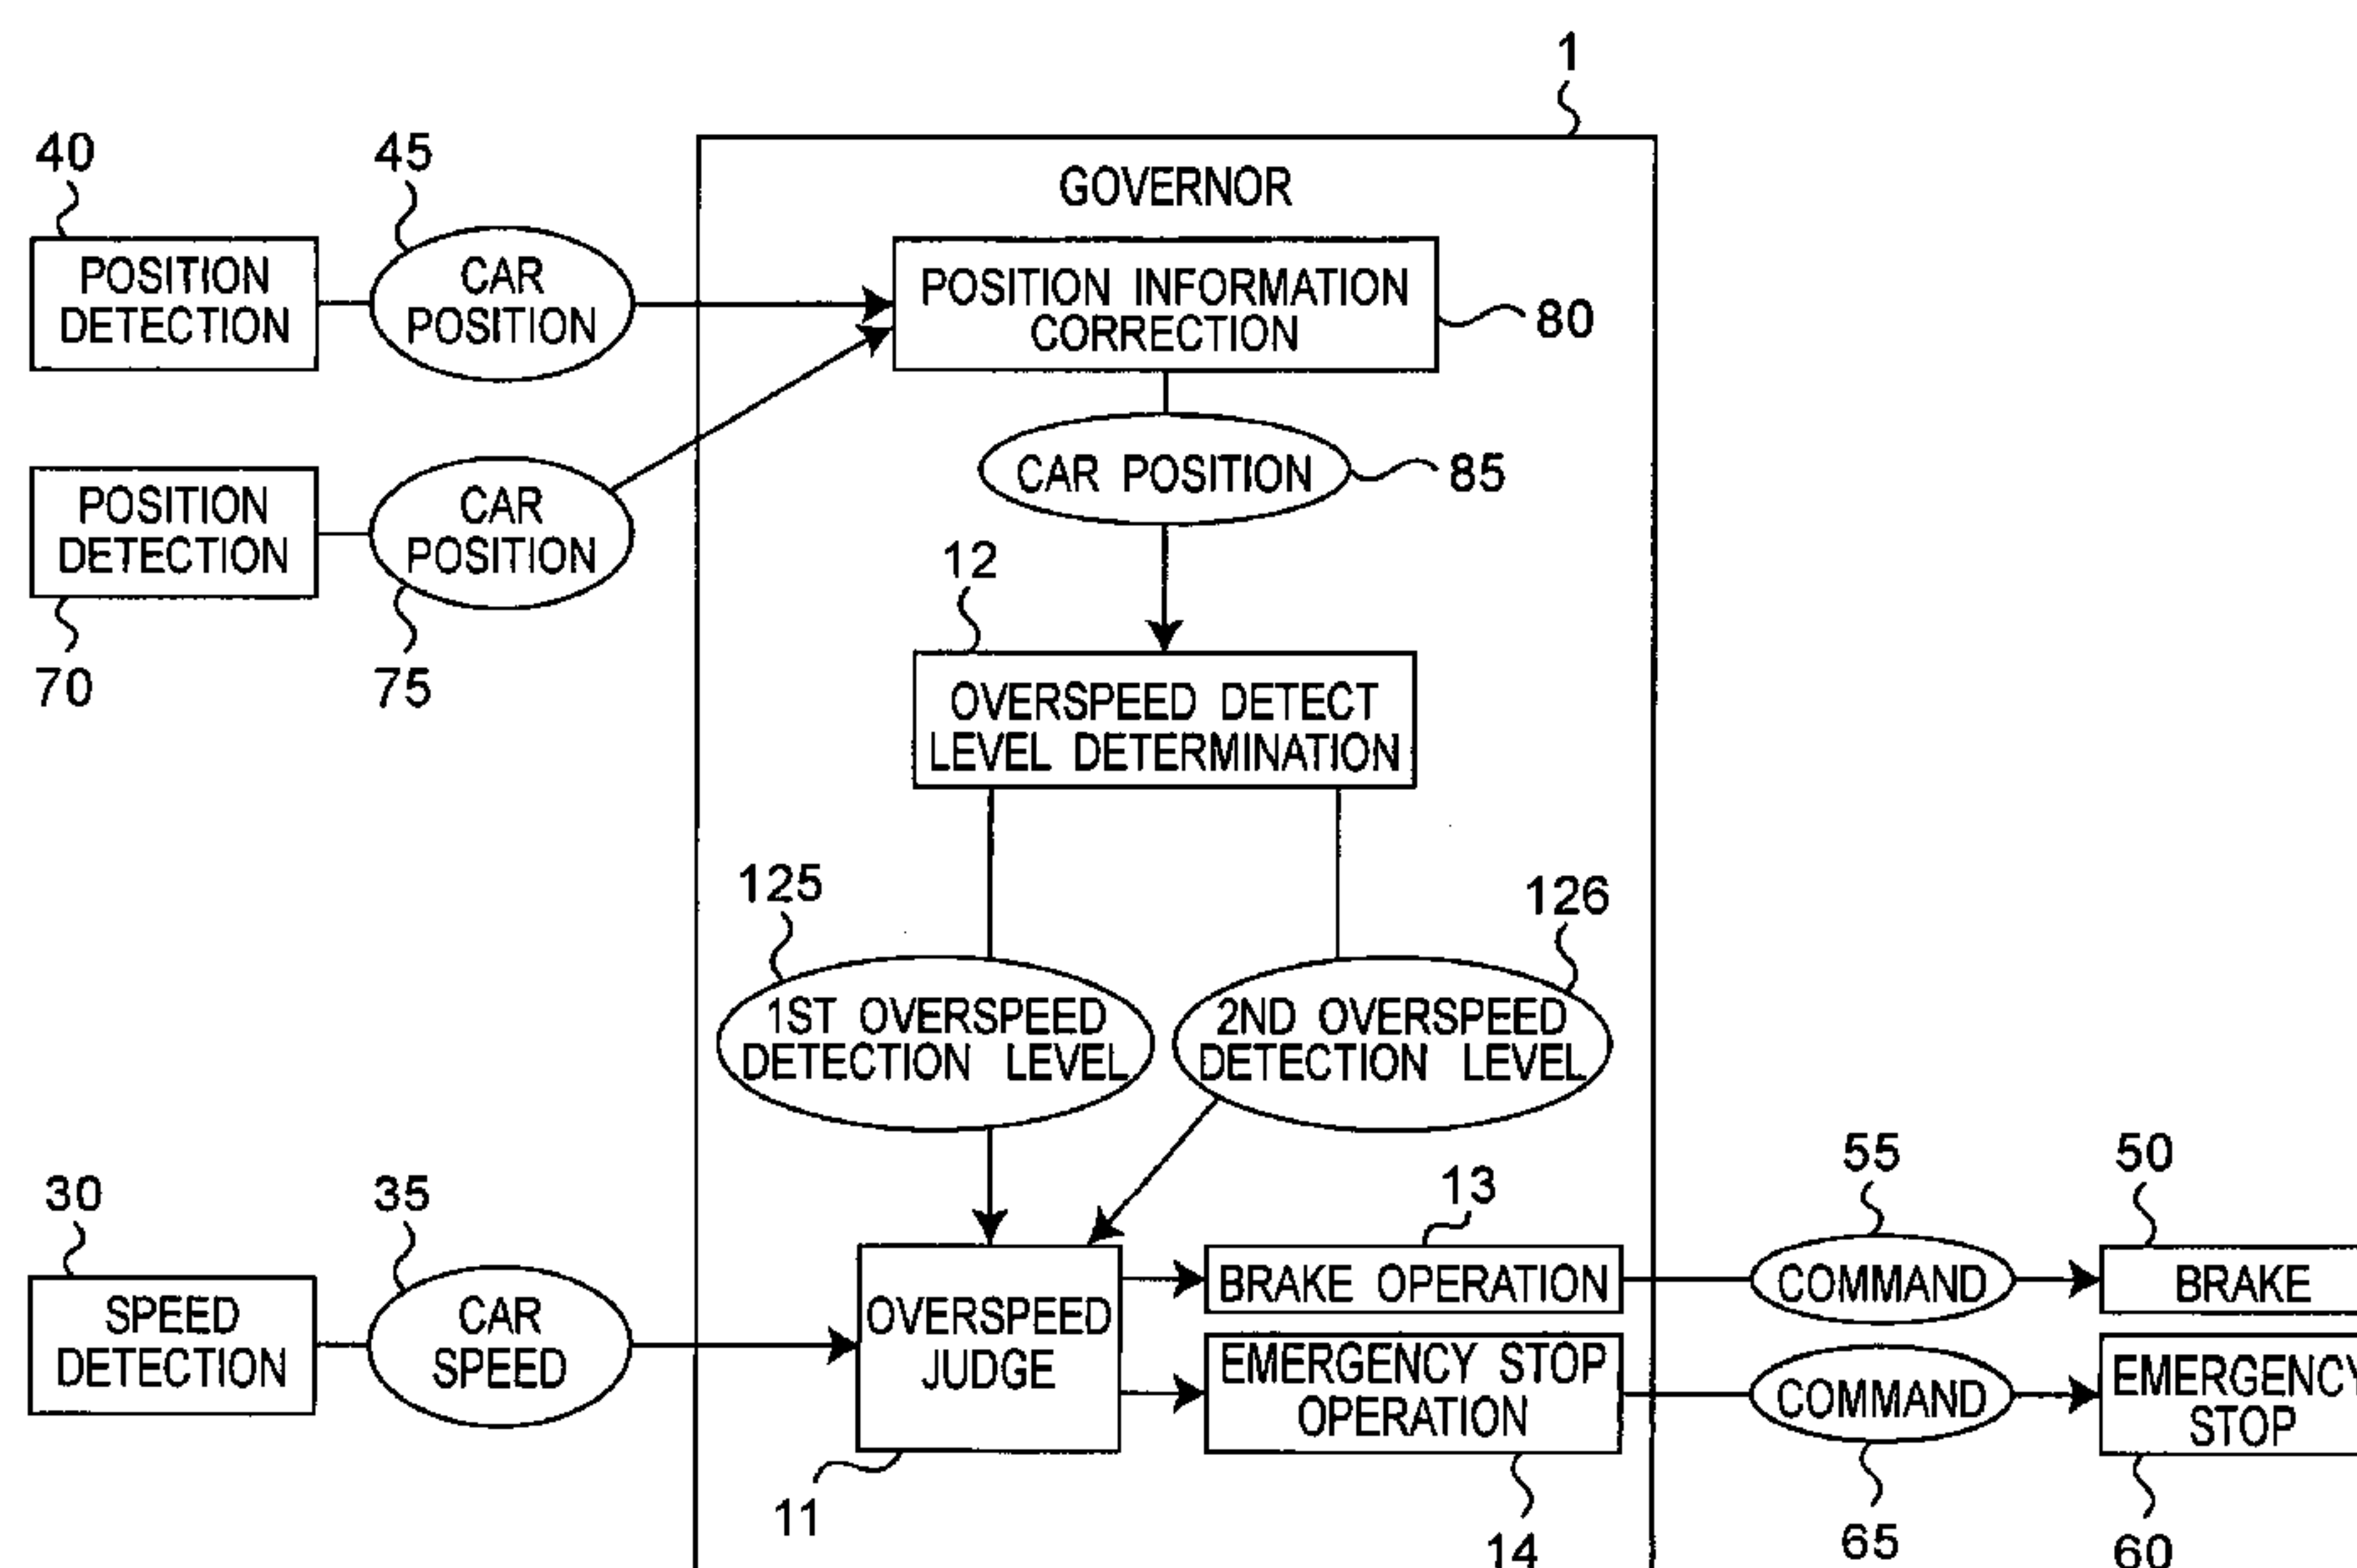 1
40
45
GOVERNOR
POSITION
DETECTION
CAR
POSITION
POSITION INFORMATION
CORRECTION
80
POSITION
DETECTION
CAR
POSITION
CAR POSITION
85
70
75
12
OVERSPEED DETECT
LEVEL DETERMINATION
125
126
1ST OVERSPEED
DETECTION LEVEL
2ND OVERSPEED
DETECTION LEVEL
30
35
13
55
50
SPEED
DETECTION
CAR
SPEED
OVERSPEED
JUDGE
BRAKE OPERATION
COMMAND
BRAKE
EMERGENCY STOP
OPERATION
COMMAND
EMERGENCY
STOP
11
14
65
60